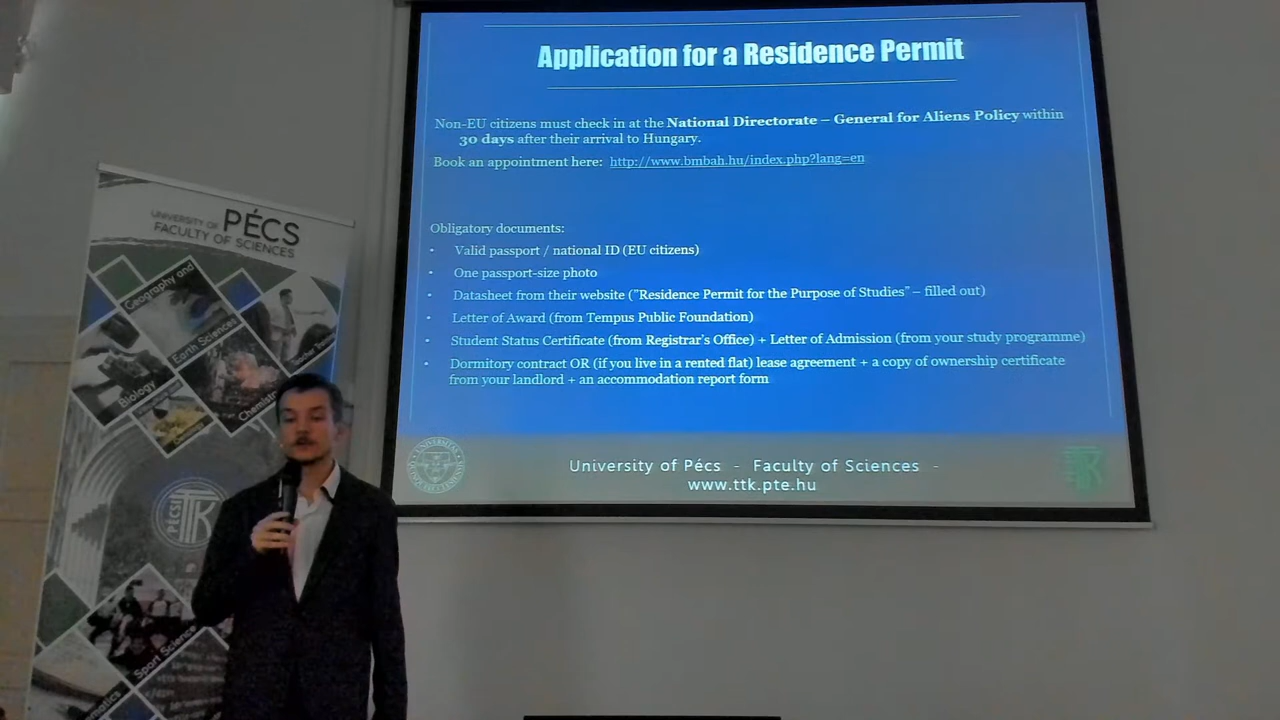 Application for a Residence Permit
Non-EU citizens must check in at the National Directorate – General for Aliens Policy within
30 days after their arrival to Hungary.
Book an appointment here: http://www.bmbah.hu/index.php?lang=en
Obligatory documents:
• Valid passport / national ID (EU citizens)
• One passport-size photo
• Datasheet from their website ("Residence Permit for the Purpose of Studies" – filled out)
• Letter of Award (from Tempus Public Foundation)
• Student Status Certificate (from Registrar's Office) + Letter of Admission (from your study programme)
• Dormitory contract OR (if you live in a rented flat) lease agreement + a copy of ownership certificate
from your landlord + an accommodation report form
University of Pécs - Faculty of Sciences -
www.ttk.pte.hu
UNIVERSITY OF PÉCS
FACULTY OF SCIENCES
Geography and
Earth Sciences
Biology
Chemistr
PÉCSI TTK
Sport Science